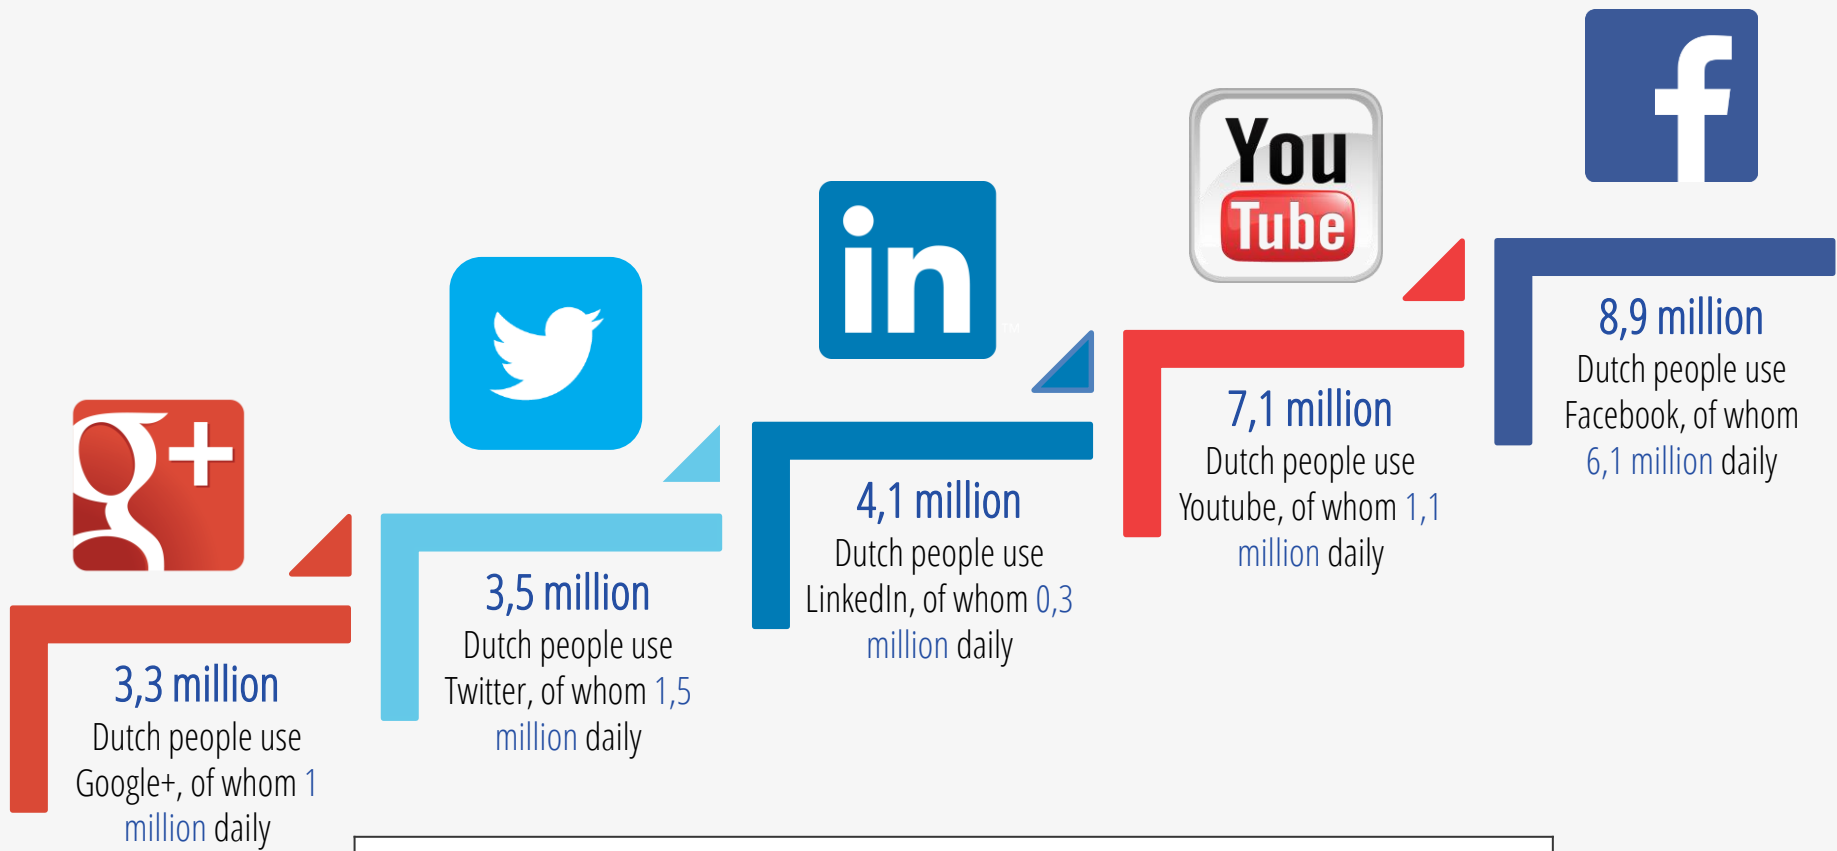 You
Tube
in
TM
g+
8,9 million
Dutch people use
Facebook, of whom
6,1 million daily
7,1 million
Dutch people use
Youtube, of whom 1,1
million daily
4,1 million
Dutch people use
LinkedIn, of whom 0,3
million daily
3,5 million
Dutch people use
Twitter, of whom 1,5
million daily
3,3 million
Dutch people use
Google+, of whom 1
million daily
f